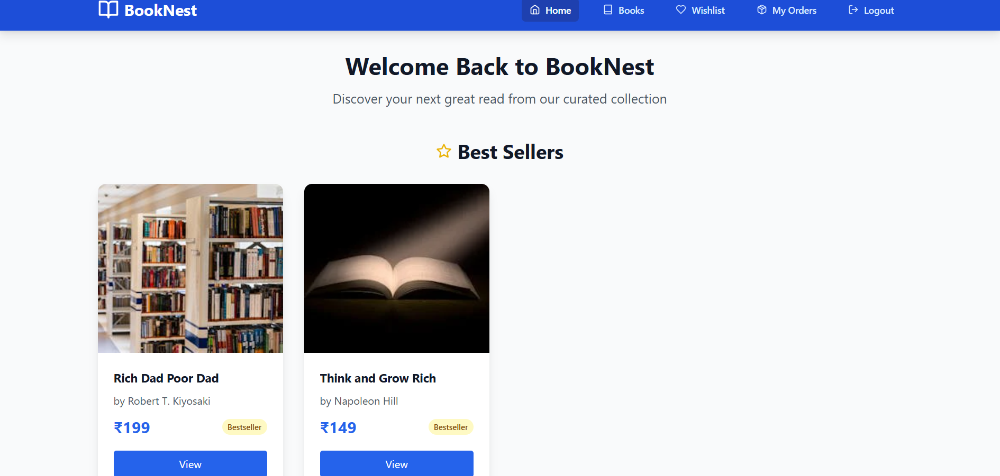 BookNest
Home
Books
Wishlist
My Orders
Logout
Welcome Back to BookNest
Discover your next great read from our curated collection
Best Sellers
Rich Dad Poor Dad
by Robert T. Kiyosaki
₹199
Bestseller
View
Think and Grow Rich
by Napoleon Hill
₹149
Bestseller
View